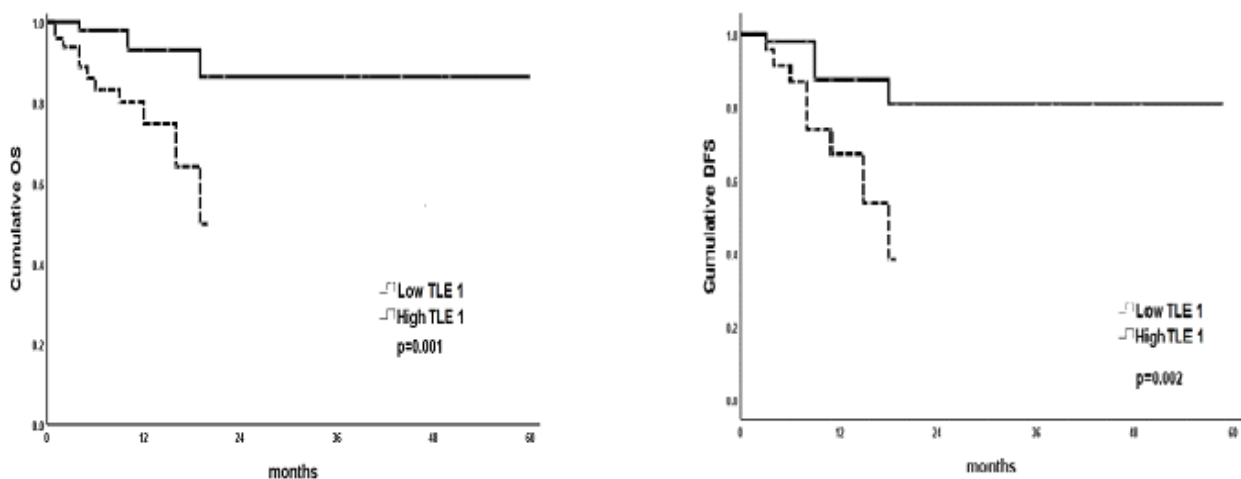 1.0
0.8
0.6
0.4
0.2
0.0
Cumulative OS
0 12 24 36 48 60
months
Low TLE 1
High TLE 1
p=0.001
1.0
0.8
0.6
0.4
0.2
0.0
Cumulative DFS
0 12 24 36 48 60
months
Low TLE 1
High TLE 1
p=0.002